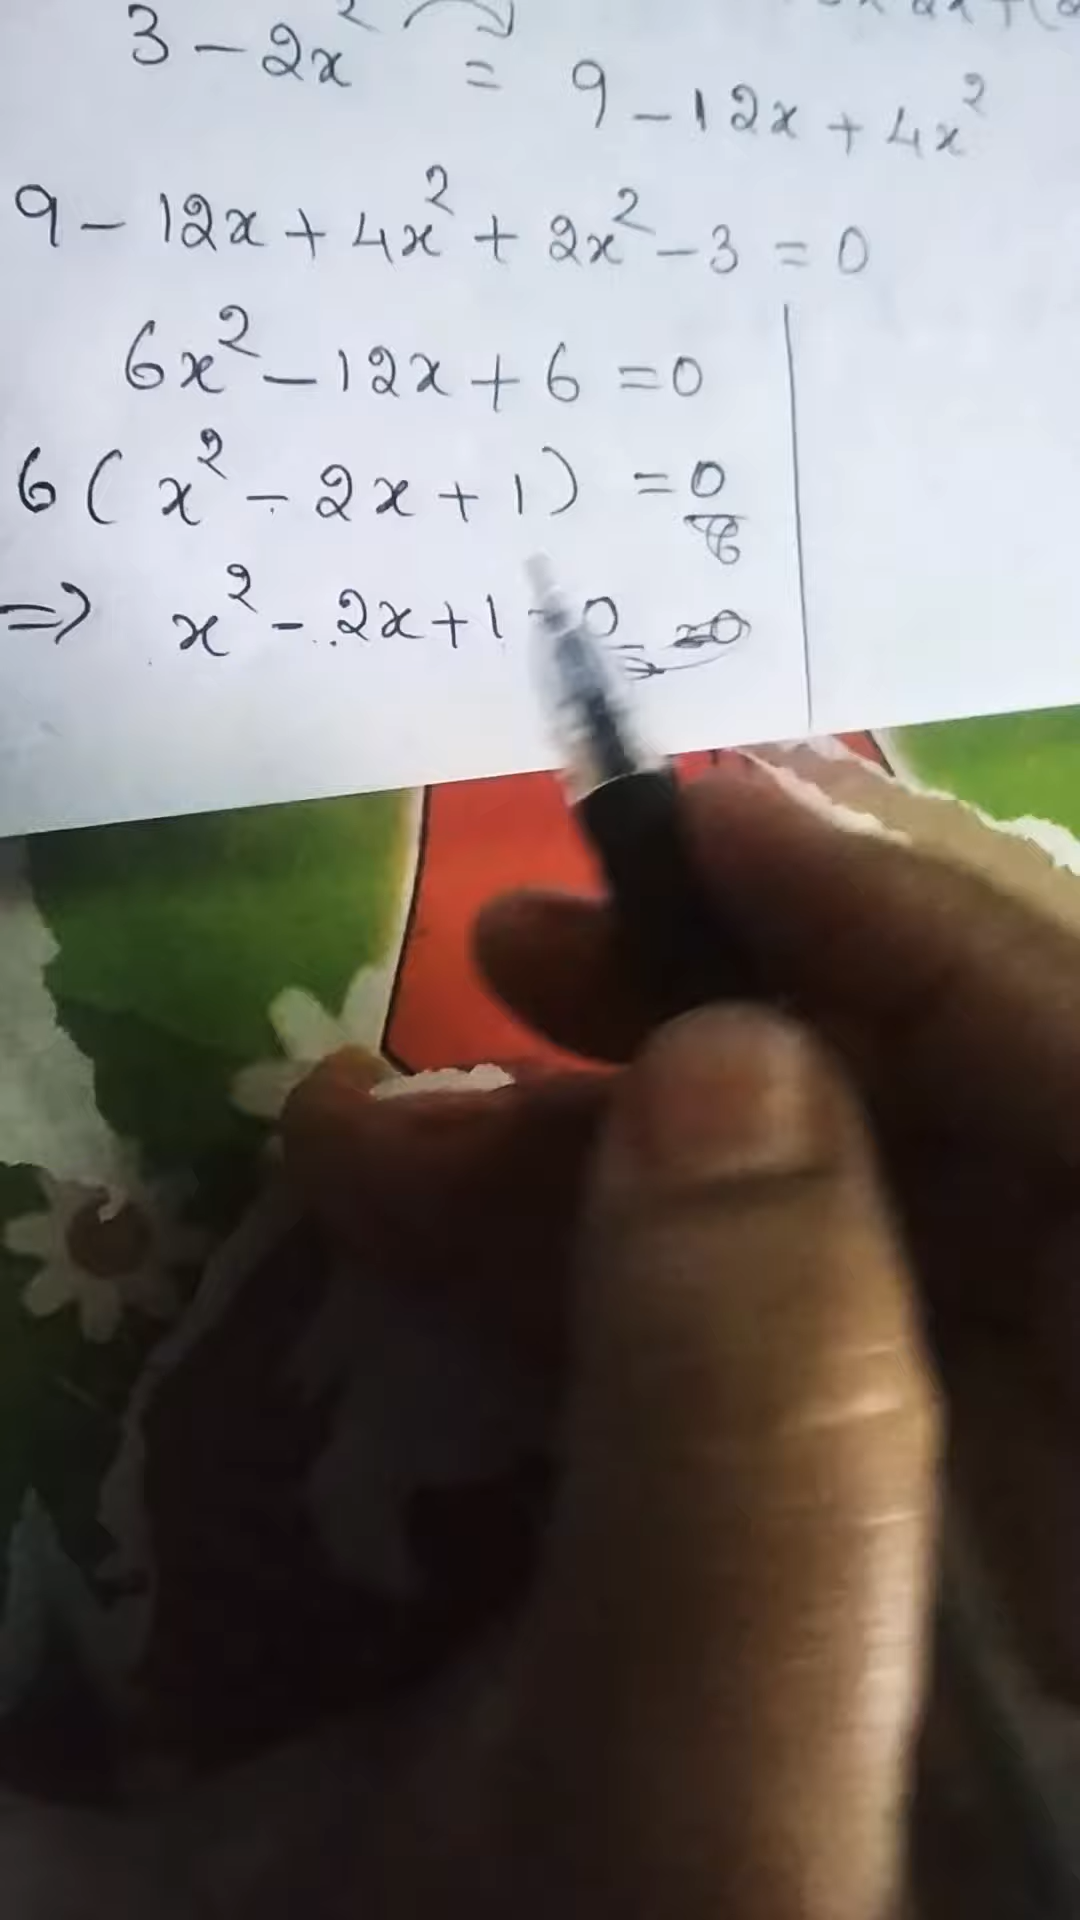 3 - 2x² = 9 - 12x + 4x²
9 - 12x + 4x² + 2x² - 3 = 0
6x² - 12x + 6 = 0
6(x² - 2x + 1) = 0/6
⇒ x² - 2x + 1 = 0